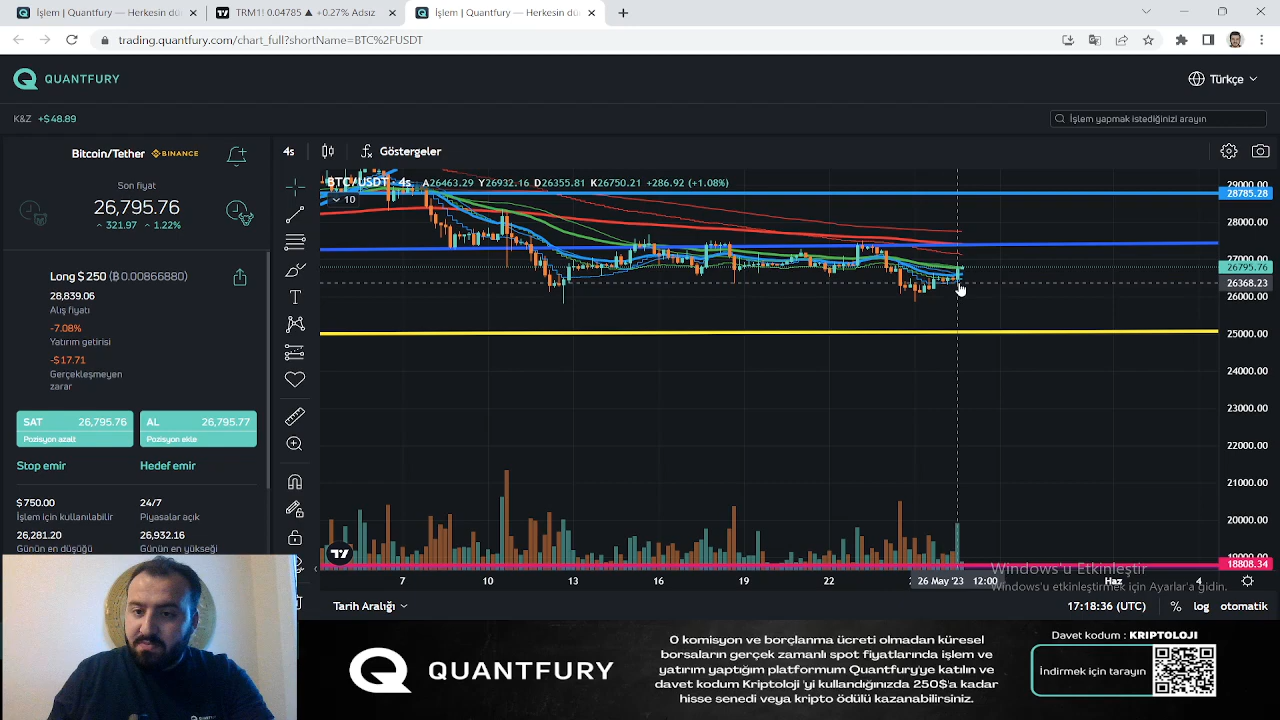 İşlem | Quantfury — Herkesin dü
TRM1! 0.04785 ▲ +0.27% Adsız
İşlem | Quantfury — Herkesin dü
trading.quantfury.com/chart_full?shortName=BTC%2FUSDT
QUANTFURY
Türkçe
K&Z +$48.89
İşlem yapmak istediğinizi arayın
Bitcoin/Tether BINANCE
Son fiyat
26,795.76
321.97 1.22%
Long $ 250 (₿ 0.00866880)
28,839.06
Alış fiyatı
-7.08%
Yatırım getirisi
-$17.71
Gerçekleşmeyen
zarar
SAT 26,795.76
Pozisyon azalt
AL 26,795.77
Pozisyon ekle
Stop emir
Hedef emir
$750.00
İşlem için kullanılabilir
24/7
Piyasalar açık
26,281.20
Günün en düşüğü
26,932.16
Günün en yükseği
4s
Göstergeler
BTC/USDT · 4s A26463.29 Y26932.16 D26355.81 K26750.21 +286.92 (+1.08%)
10
29000.00
28785.28
28000.00
27000.00
26795.76
26368.23
26000.00
25000.00
24000.00
23000.00
22000.00
21000.00
20000.00
19000.00
18808.34
7 10 13 16 19 22 26 May '23 12:00 Haz 4
Windows'u Etkinleştir
Windows'u etkinleştirmek için Ayarlar'a gidin.
Tarih Aralığı
17:18:36 (UTC) % log otomatik
QUANTFURY
0 komisyon ve borçlanma ücreti olmadan küresel
borsaların gerçek zamanlı spot fiyatlarında işlem ve
yatırım yaptığım platformum Quantfury'ye katılın ve
davet kodum Kriptoloji 'yi kullandığınızda 250$'a kadar
hisse senedi veya kripto ödülü kazanabilirsiniz.
Davet kodum : KRIPTOLOJI
İndirmek için tarayın